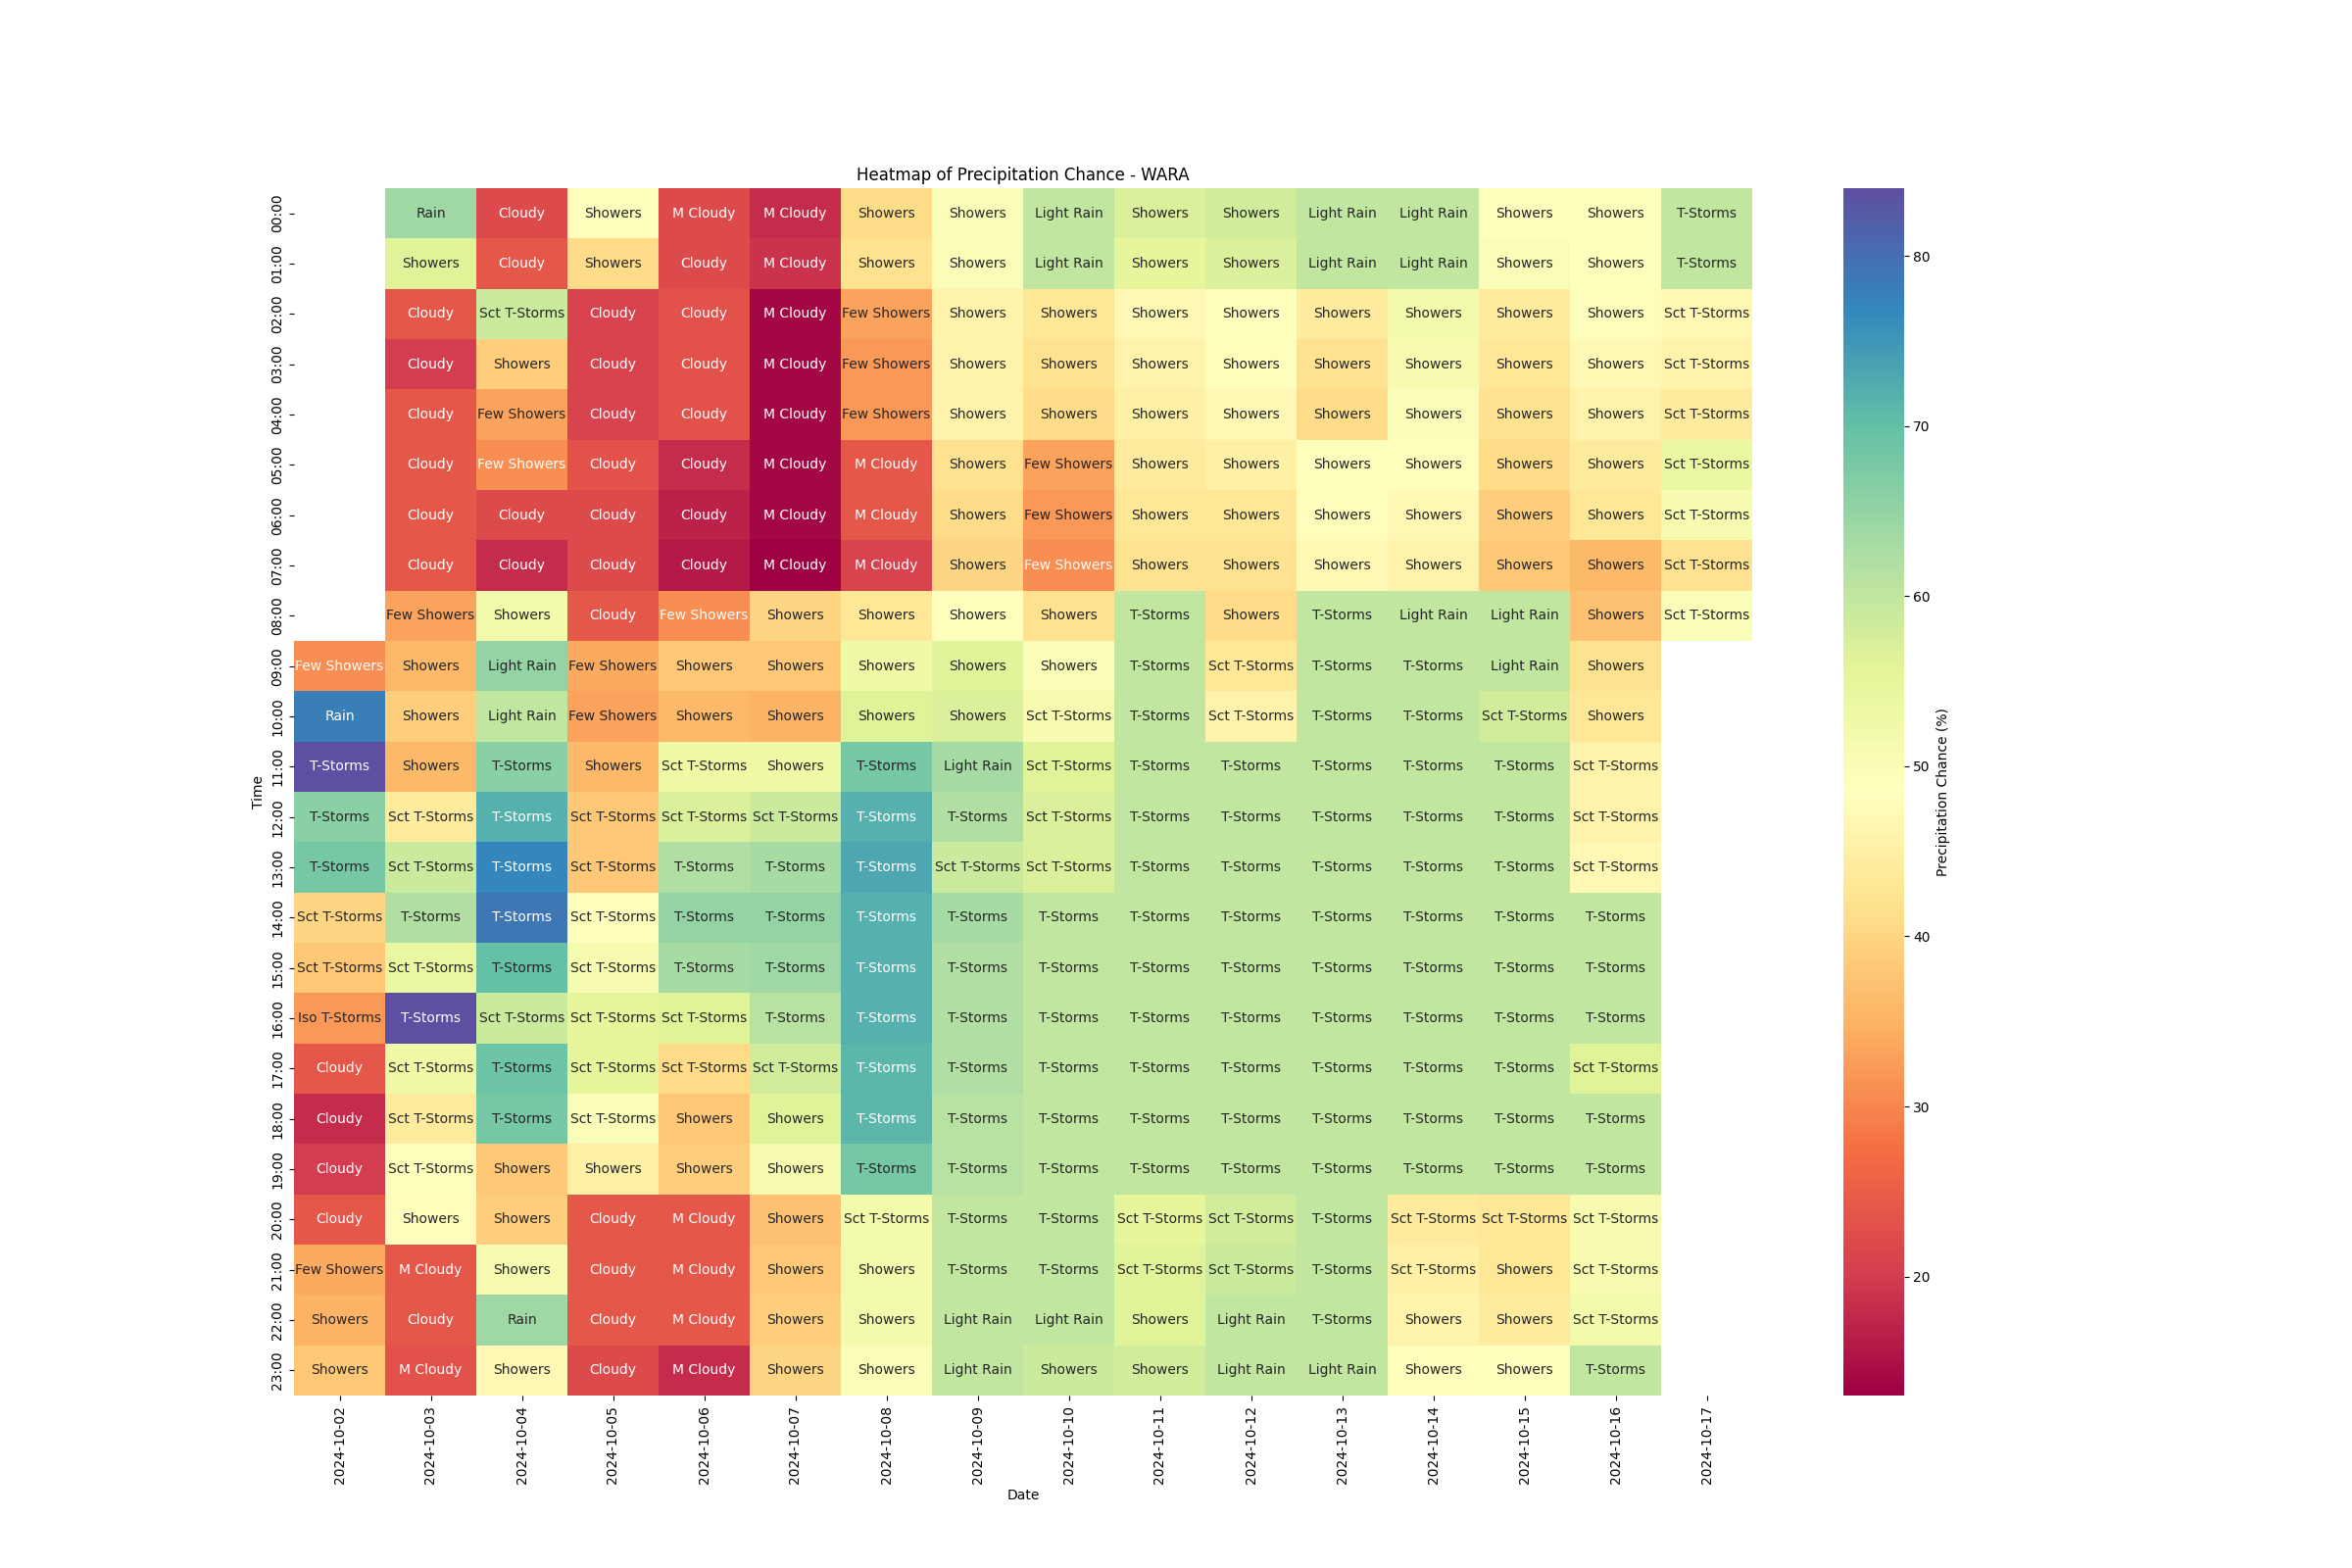 Heatmap of Precipitation Chance - WARA
00:00 Rain Cloudy Showers M Cloudy M Cloudy Showers Showers Light Rain Showers Showers Light Rain Light Rain Showers Showers T-Storms
01:00 Showers Cloudy Showers Cloudy M Cloudy Showers Showers Light Rain Showers Showers Light Rain Light Rain Showers Showers T-Storms
02:00 Cloudy Sct T-Storms Cloudy Cloudy M Cloudy Few Showers Showers Showers Showers Showers Showers Showers Showers Showers Sct T-Storms
03:00 Cloudy Showers Cloudy Cloudy M Cloudy Few Showers Showers Showers Showers Showers Showers Showers Showers Showers Sct T-Storms
04:00 Cloudy Few Showers Cloudy Cloudy M Cloudy Few Showers Showers Showers Showers Showers Showers Showers Showers Showers Sct T-Storms
05:00 Cloudy Few Showers Cloudy Cloudy M Cloudy M Cloudy Showers Few Showers Showers Showers Showers Showers Showers Showers Sct T-Storms
06:00 Cloudy Cloudy Cloudy Cloudy M Cloudy M Cloudy Showers Few Showers Showers Showers Showers Showers Showers Showers Sct T-Storms
07:00 Cloudy Cloudy Cloudy Cloudy M Cloudy M Cloudy Showers Few Showers Showers Showers Showers Showers Showers Showers Sct T-Storms
08:00 Few Showers Showers Cloudy Few Showers Showers Showers Showers Showers T-Storms Showers T-Storms Light Rain Light Rain Showers Sct T-Storms
09:00 Few Showers Showers Light Rain Few Showers Showers Showers Showers Showers Showers T-Storms Sct T-Storms T-Storms T-Storms Light Rain Showers
10:00 Rain Showers Light Rain Few Showers Showers Showers Showers Showers Sct T-Storms T-Storms Sct T-Storms T-Storms T-Storms Sct T-Storms Showers
11:00 T-Storms Showers T-Storms Showers Sct T-Storms Showers T-Storms Light Rain Sct T-Storms T-Storms T-Storms T-Storms T-Storms T-Storms Sct T-Storms
12:00 T-Storms Sct T-Storms T-Storms Sct T-Storms Sct T-Storms Sct T-Storms T-Storms T-Storms Sct T-Storms T-Storms T-Storms T-Storms T-Storms T-Storms Sct T-Storms
13:00 T-Storms Sct T-Storms T-Storms Sct T-Storms T-Storms T-Storms T-Storms Sct T-Storms Sct T-Storms T-Storms T-Storms T-Storms T-Storms T-Storms Sct T-Storms
14:00 Sct T-Storms T-Storms T-Storms Sct T-Storms T-Storms T-Storms T-Storms T-Storms T-Storms T-Storms T-Storms T-Storms T-Storms T-Storms T-Storms
15:00 Sct T-Storms Sct T-Storms T-Storms Sct T-Storms T-Storms T-Storms T-Storms T-Storms T-Storms T-Storms T-Storms T-Storms T-Storms T-Storms T-Storms
16:00 Iso T-Storms T-Storms Sct T-Storms Sct T-Storms Sct T-Storms T-Storms T-Storms T-Storms T-Storms T-Storms T-Storms T-Storms T-Storms T-Storms T-Storms
17:00 Cloudy Sct T-Storms T-Storms Sct T-Storms Sct T-Storms Sct T-Storms T-Storms T-Storms T-Storms T-Storms T-Storms T-Storms T-Storms T-Storms Sct T-Storms
18:00 Cloudy Sct T-Storms T-Storms Sct T-Storms Showers Showers T-Storms T-Storms T-Storms T-Storms T-Storms T-Storms T-Storms T-Storms T-Storms
19:00 Cloudy Sct T-Storms Showers Showers Showers Showers T-Storms T-Storms T-Storms T-Storms T-Storms T-Storms T-Storms T-Storms T-Storms
20:00 Cloudy Showers Showers Cloudy M Cloudy Showers Sct T-Storms T-Storms T-Storms Sct T-Storms Sct T-Storms T-Storms Sct T-Storms Sct T-Storms Sct T-Storms
21:00 Few Showers M Cloudy Showers Cloudy M Cloudy Showers Showers T-Storms T-Storms Sct T-Storms Sct T-Storms T-Storms Sct T-Storms Showers Sct T-Storms
22:00 Showers Cloudy Rain Cloudy M Cloudy Showers Showers Light Rain Light Rain Showers Light Rain T-Storms Showers Showers Sct T-Storms
23:00 Showers M Cloudy Showers Cloudy M Cloudy Showers Showers Light Rain Showers Showers Light Rain Light Rain Showers Showers T-Storms
Time
2024-10-02 2024-10-03 2024-10-04 2024-10-05 2024-10-06 2024-10-07 2024-10-08 2024-10-09 2024-10-10 2024-10-11 2024-10-12 2024-10-13 2024-10-14 2024-10-15 2024-10-16 2024-10-17
Date
80
70
60
50
40
30
20
Precipitation Chance (%)